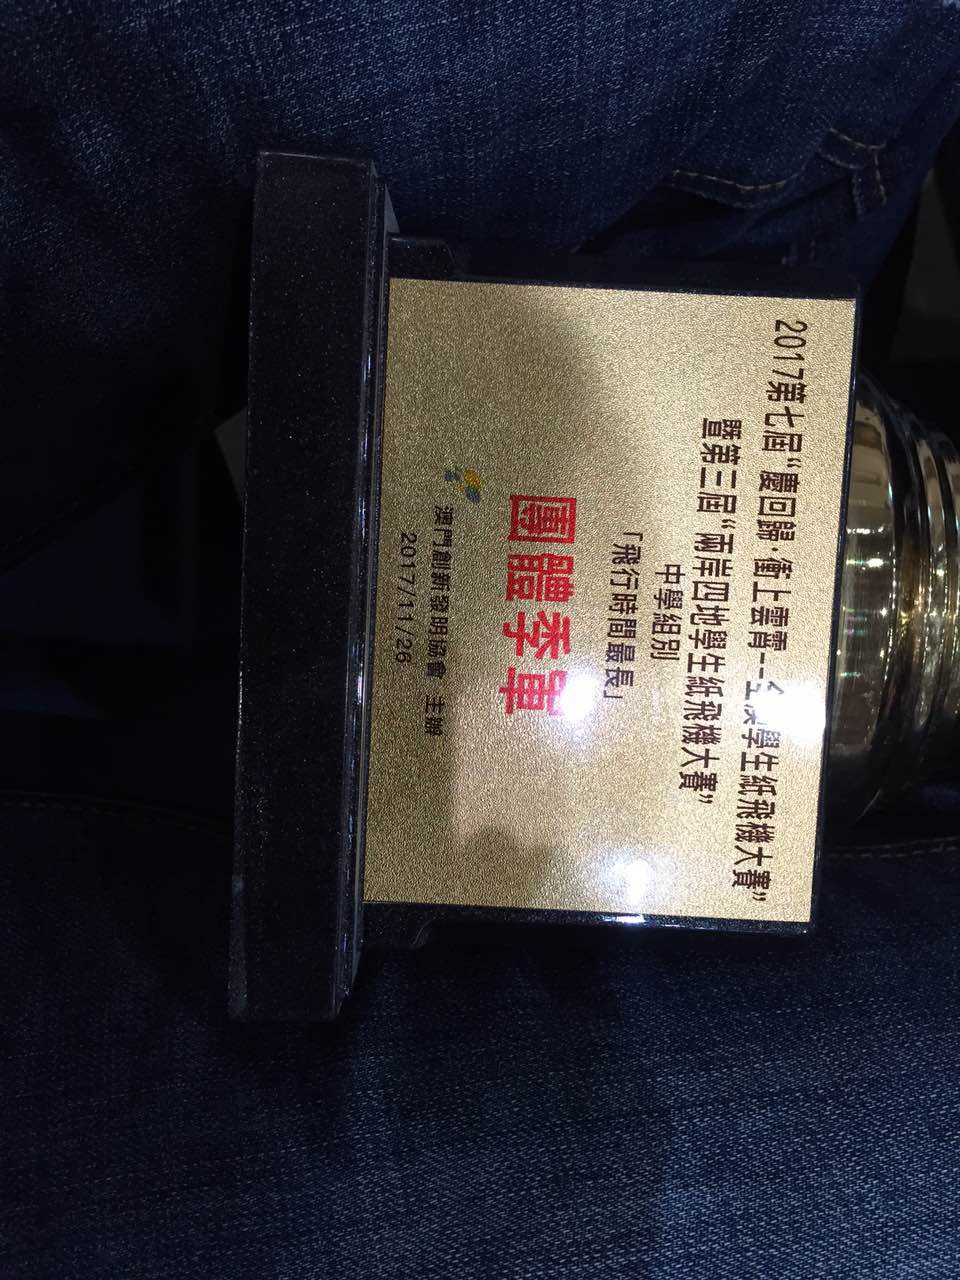 2017第七屆“慶回歸·衝上雲霄—全澳學生紙飛機大賽”
暨第三屆“兩岸四地學生紙飛機大賽”
中學組別
「飛行時間最長」
團體季軍
澳門創新發明協會 主辦
2017/11/26